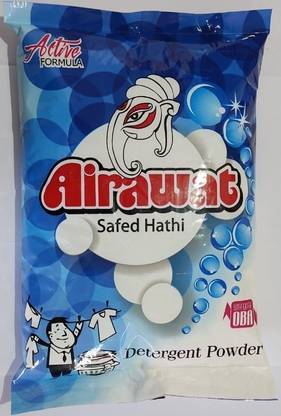 Active
FORMULA
Airawat
Safed Hathi
OBA
Detergent Powder